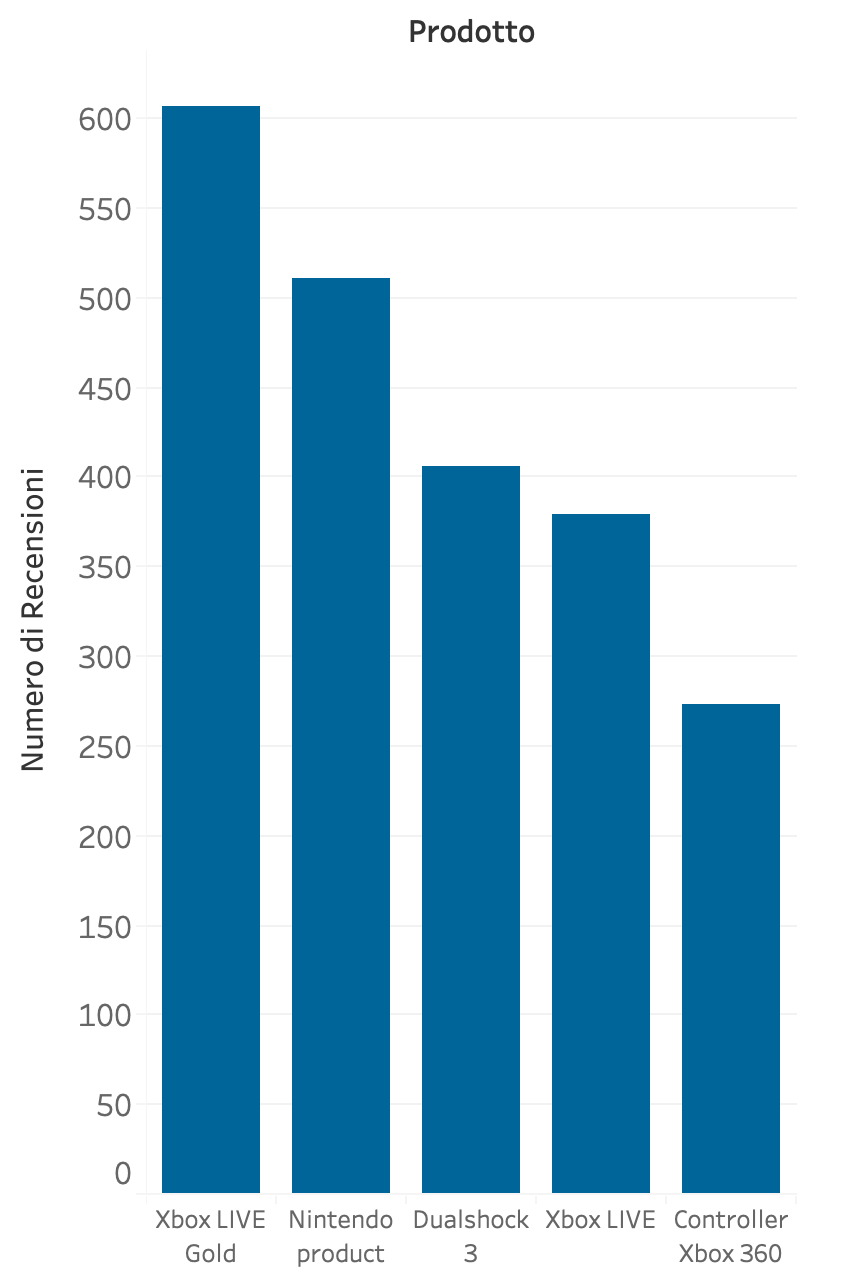 Prodotto
600
550
500
450
400
350
300
250
200
150
100
50
0
Numero di Recensioni
Xbox LIVE
Gold
Nintendo
product
Dualshock
3
Xbox LIVE
Controller
Xbox 360